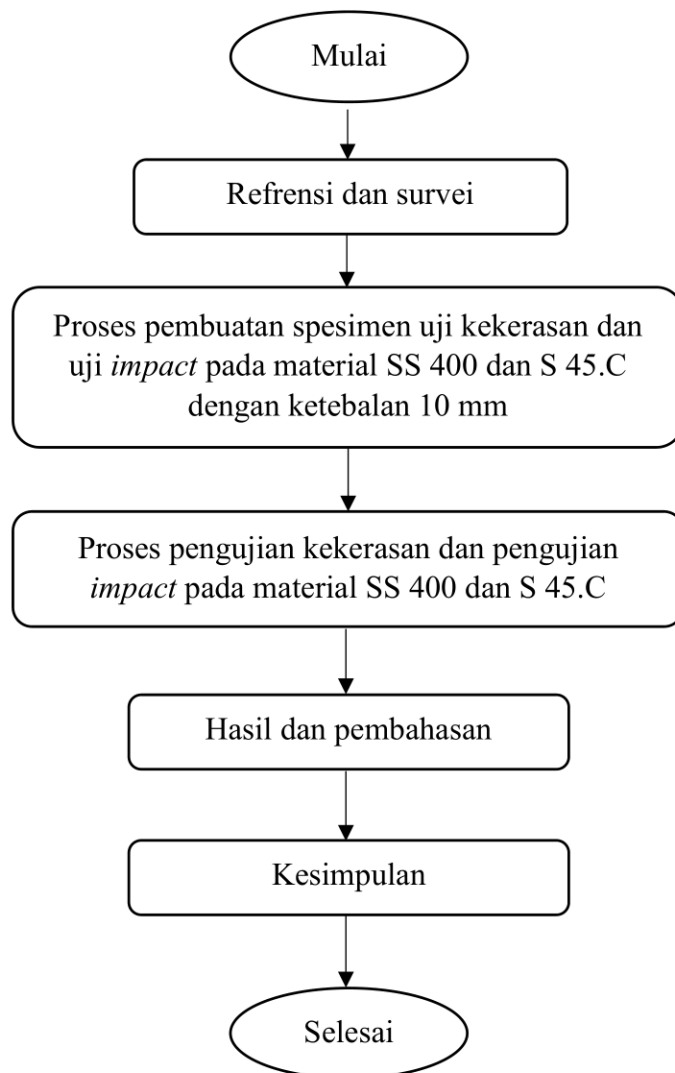 Mulai
Refrensi dan survei
Proses pembuatan spesimen uji kekerasan dan
uji impact pada material SS 400 dan S 45.C
dengan ketebalan 10 mm
Proses pengujian kekerasan dan pengujian
impact pada material SS 400 dan S 45.C
Hasil dan pembahasan
Kesimpulan
Selesai